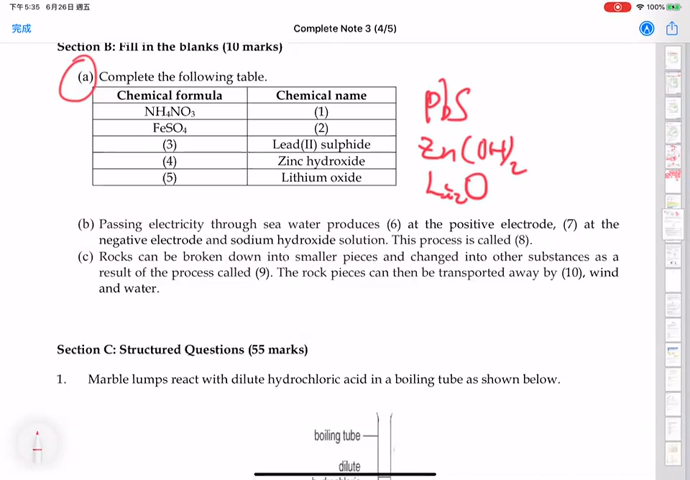 下午5:35 6月26日 週五
100%
完成
Complete Note 3 (4/5)
Section B: Fill in the blanks (10 marks)
(a) Complete the following table.
Chemical formula Chemical name
NH₄NO₃ (1)
FeSO₄ (2)
(3) Lead(II) sulphide
(4) Zinc hydroxide
(5) Lithium oxide
PbS
Zn(OH)₂
Li₂O
(b) Passing electricity through sea water produces (6) at the positive electrode, (7) at the
negative electrode and sodium hydroxide solution. This process is called (8).
(c) Rocks can be broken down into smaller pieces and changed into other substances as a
result of the process called (9). The rock pieces can then be transported away by (10), wind
and water.
Section C: Structured Questions (55 marks)
1. Marble lumps react with dilute hydrochloric acid in a boiling tube as shown below.
boiling tube
dilute